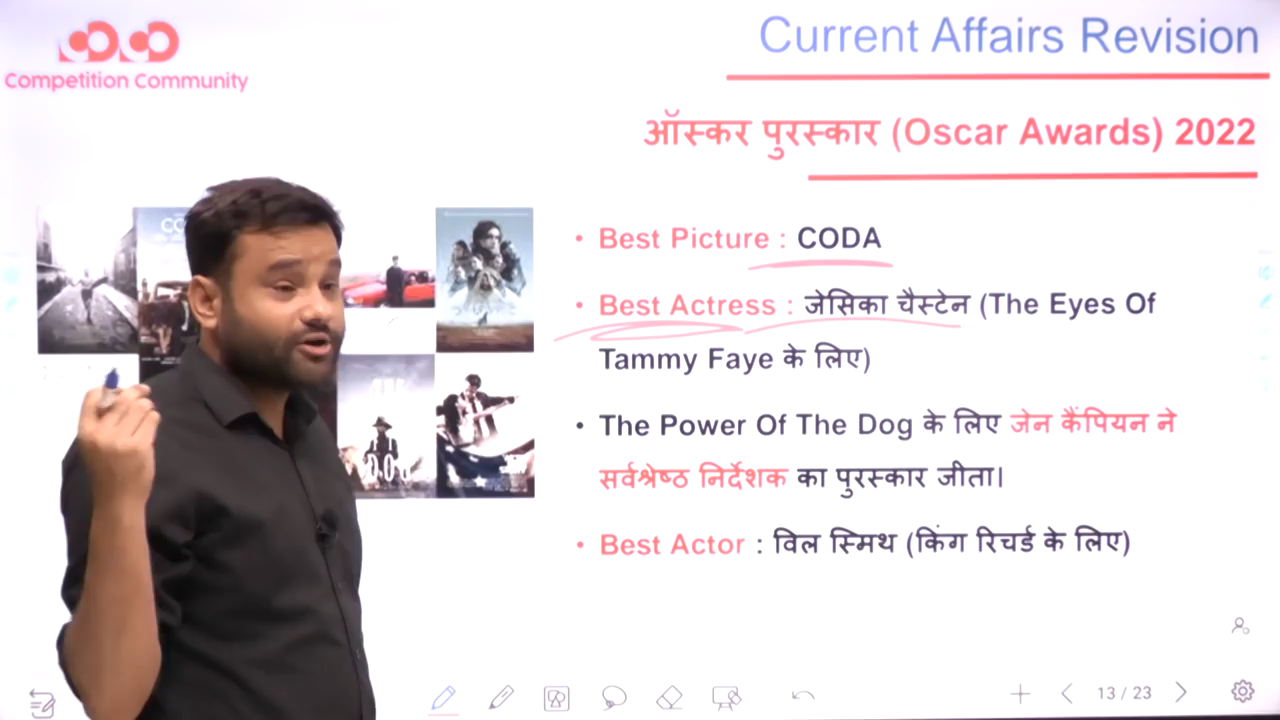 Competition Community
Current Affairs Revision
ऑस्कर पुरस्कार (Oscar Awards) 2022
• Best Picture : CODA
• Best Actress : जेसिका चैस्टेन (The Eyes Of
Tammy Faye के लिए)
• The Power Of The Dog के लिए जेन कैंपियन ने
सर्वश्रेष्ठ निर्देशक का पुरस्कार जीता।
• Best Actor : विल स्मिथ (किंग रिचर्ड के लिए)
13 / 23